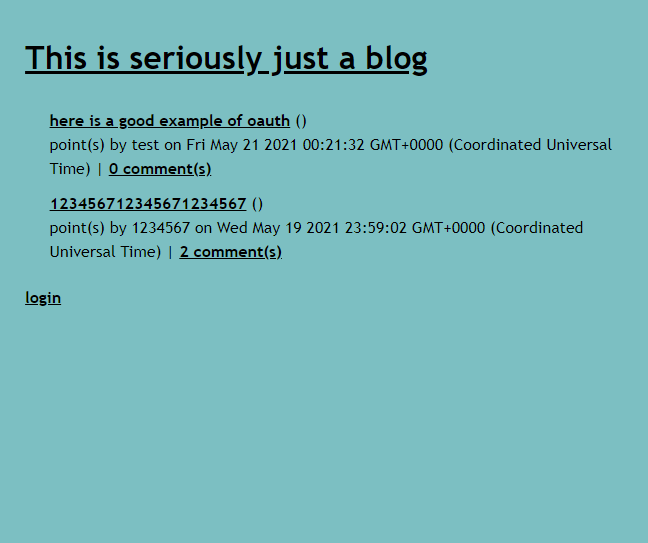 This is seriously just a blog
here is a good example of oauth ()
point(s) by test on Fri May 21 2021 00:21:32 GMT+0000 (Coordinated Universal
Time) | 0 comment(s)
123456712345671234567 ()
point(s) by 1234567 on Wed May 19 2021 23:59:02 GMT+0000 (Coordinated
Universal Time) | 2 comment(s)
login